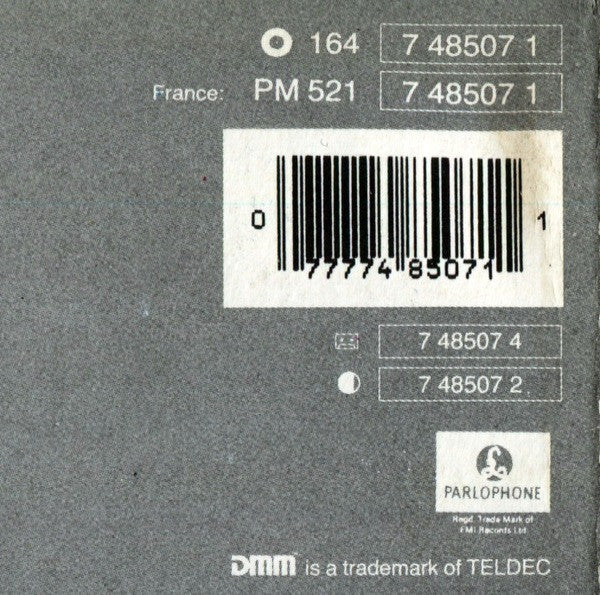 164 7 48507 1
France: PM 521 7 48507 1
0 77774 85071 1
7 48507 4
7 48507 2
PARLOPHONE
Regd. Trade Mark of
EMI Records Ltd
DMM is a trademark of TELDEC